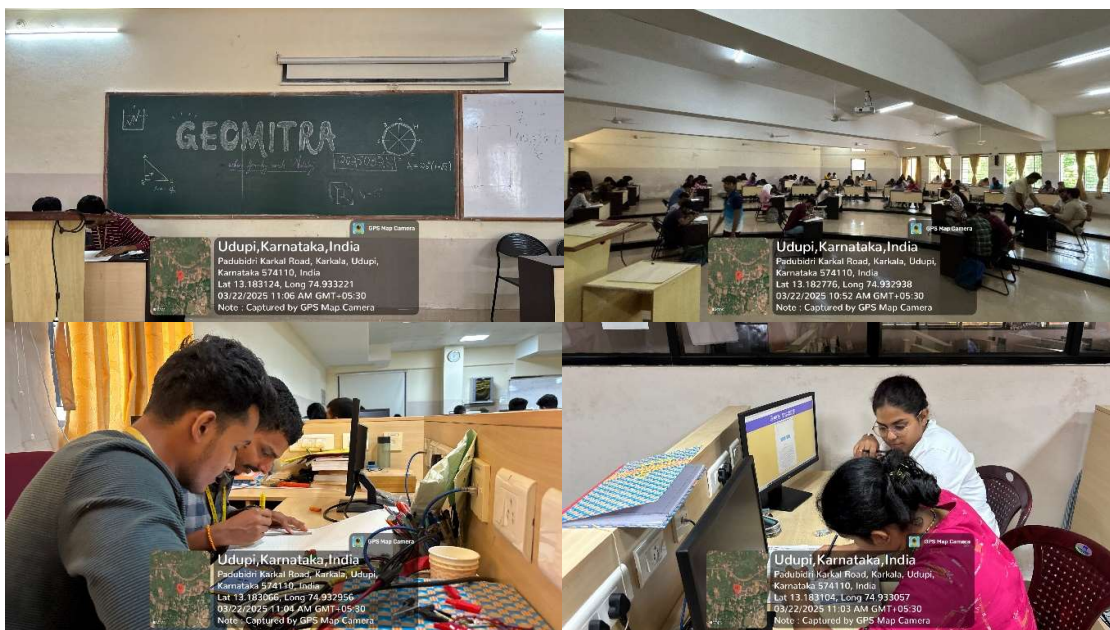 GEOMITRA
GPS Map Camera
Udupi,Karnataka,India
Padubidri Karkal Road, Karkala, Udupi,
Karnataka 574110, India
Lat 13.183124, Long 74.933221
03/22/2025 11:06 AM GMT+05:30
Note : Captured by GPS Map Camera
GPS Map Camera
Udupi,Karnataka,India
Padubidri Karkal Road, Karkala, Udupi,
Karnataka 574110, India
Lat 13.182776, Long 74.932938
03/22/2025 10:52 AM GMT+05:30
Note : Captured by GPS Map Camera
GPS Map Camera
Udupi,Karnataka,India
Padubidri Karkal Road, Karkala, Udupi,
Karnataka 574110, India
Lat 13.183066, Long 74.932956
03/22/2025 11:04 AM GMT+05:30
Note : Captured by GPS Map Camera
GPS Map Camera
Udupi,Karnataka,India
Padubidri Karkal Road, Karkala, Udupi,
Karnataka 574110, India
Lat 13.183104, Long 74.933057
03/22/2025 11:03 AM GMT+05:30
Note : Captured by GPS Map Camera